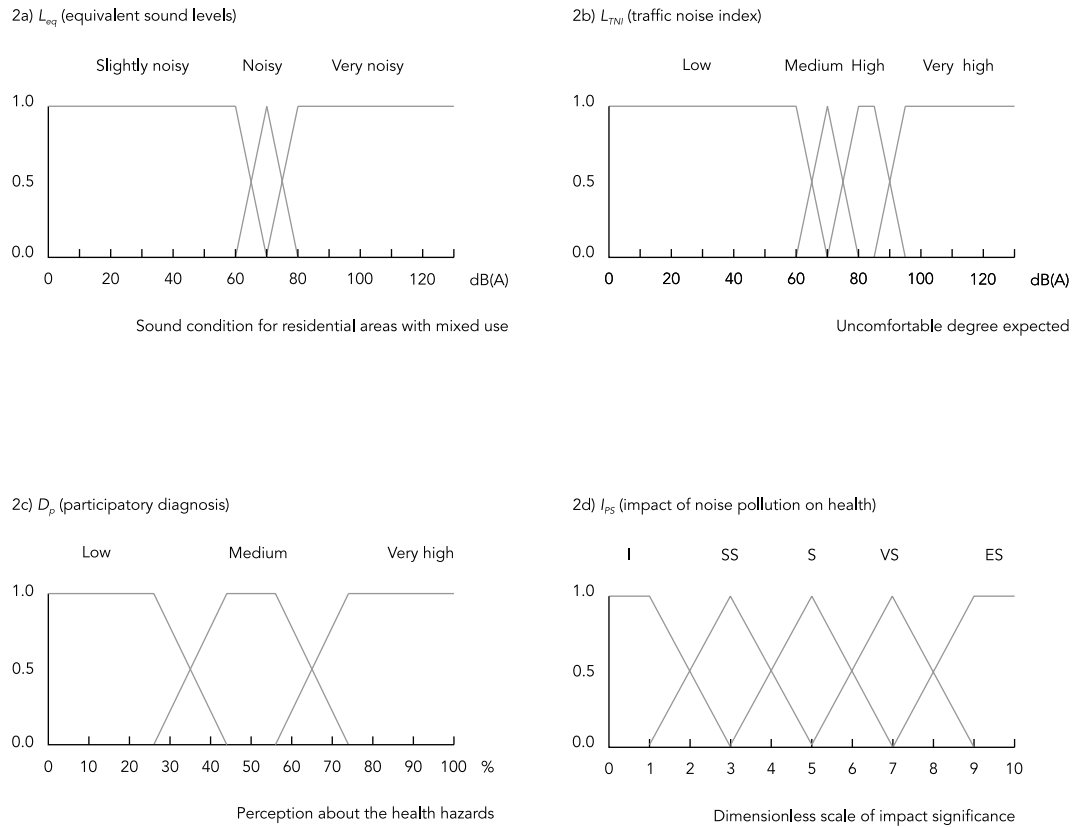 2a) Leq (equivalent sound levels)
Slightly noisy Noisy Very noisy
1.0
0.5
0.0
0 20 40 60 80 100 120 dB(A)
Sound condition for residential areas with mixed use
2b) LTNI (traffic noise index)
Low Medium High Very high
1.0
0.5
0.0
0 20 40 60 80 100 120 dB(A)
Uncomfortable degree expected
2c) Dp (participatory diagnosis)
Low Medium Very high
1.0
0.5
0.0
0 10 20 30 40 50 60 70 80 90 100 %
Perception about the health hazards
2d) IPS (impact of noise pollution on health)
I SS S VS ES
1.0
0.5
0.0
0 1 2 3 4 5 6 7 8 9 10
Dimensionless scale of impact significance